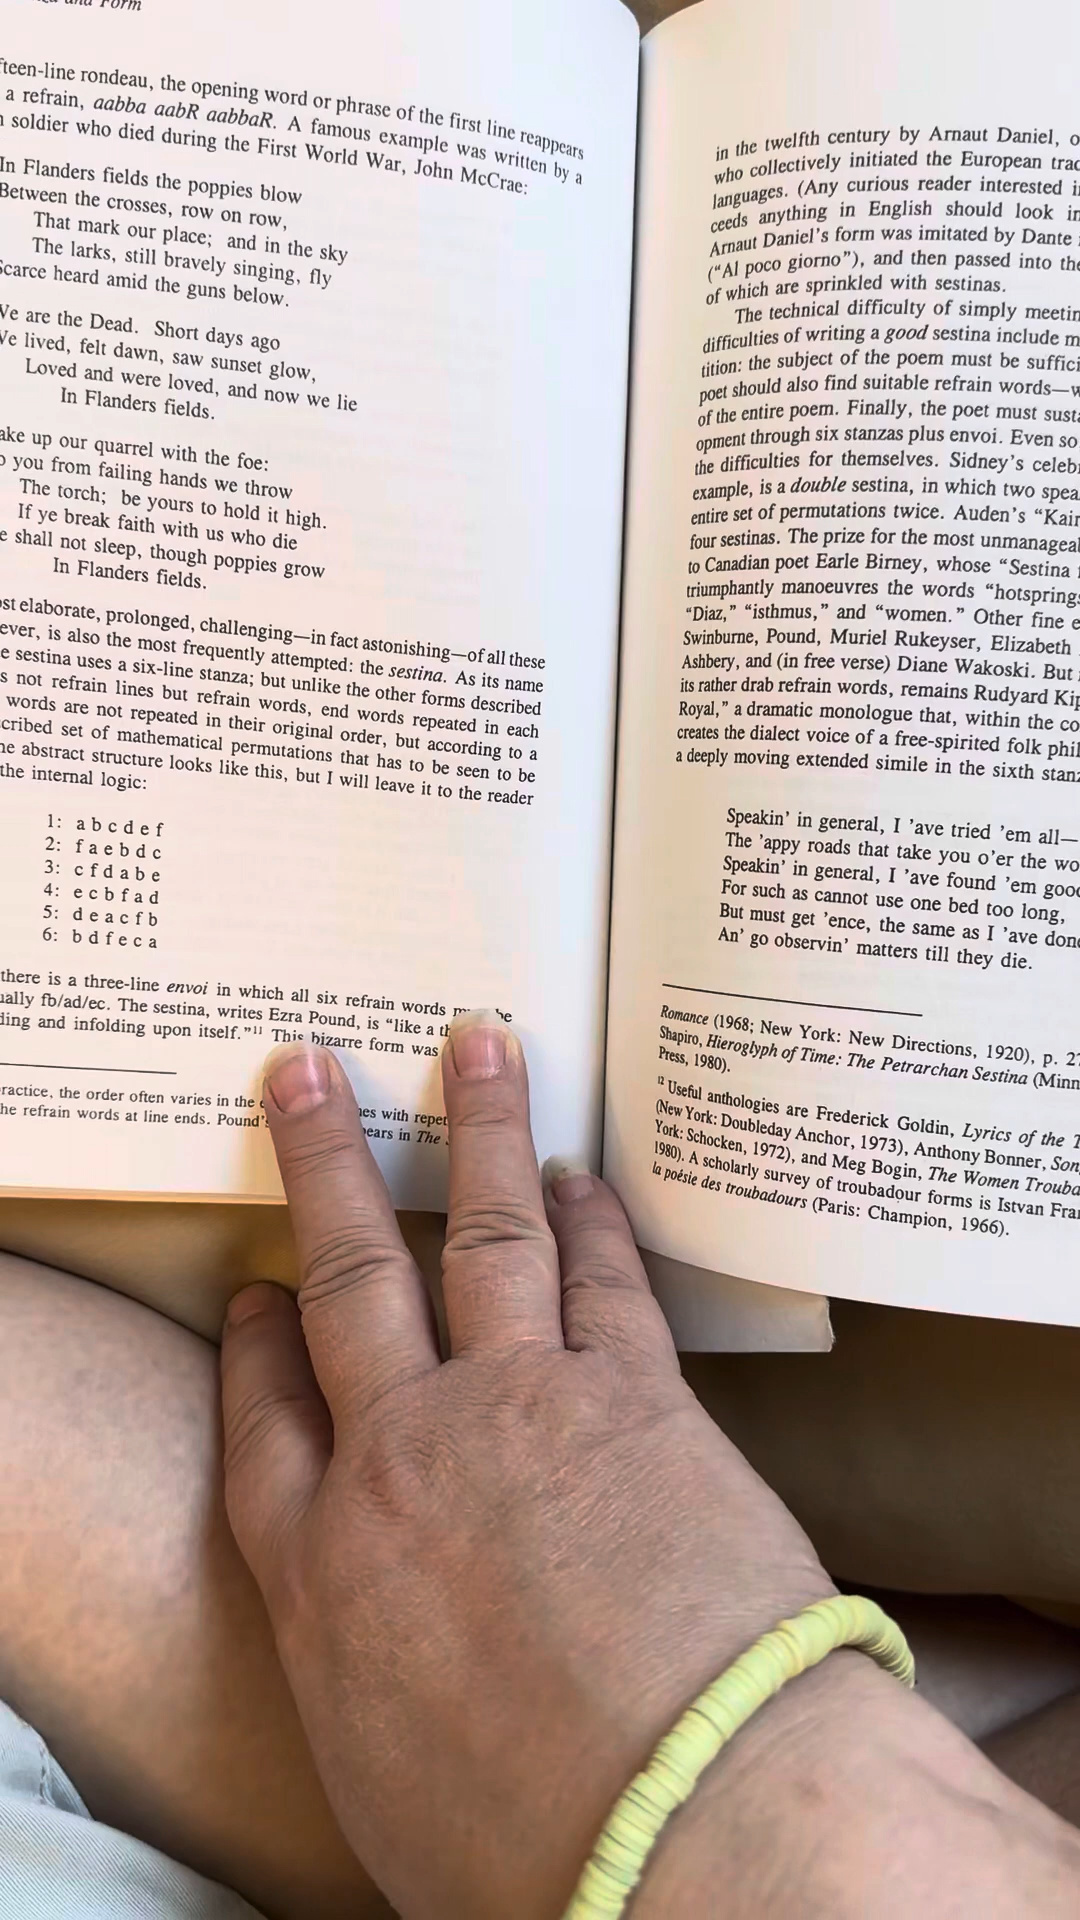 and Form
fteen-line rondeau, the opening word or phrase of the first line reappears
a refrain, aabba aabR aabbaR. A famous example was written by a
n soldier who died during the First World War, John McCrae:
In Flanders fields the poppies blow
Between the crosses, row on row,
That mark our place; and in the sky
The larks, still bravely singing, fly
Scarce heard amid the guns below.
We are the Dead. Short days ago
We lived, felt dawn, saw sunset glow,
Loved and were loved, and now we lie
In Flanders fields.
ake up our quarrel with the foe:
o you from failing hands we throw
The torch; be yours to hold it high.
If ye break faith with us who die
e shall not sleep, though poppies grow
In Flanders fields.
ost elaborate, prolonged, challenging—in fact astonishing—of all these
ever, is also the most frequently attempted: the sestina. As its name
e sestina uses a six-line stanza; but unlike the other forms described
s not refrain lines but refrain words, end words repeated in each
words are not repeated in their original order, but according to a
cribed set of mathematical permutations that has to be seen to be
he abstract structure looks like this, but I will leave it to the reader
the internal logic:
1: a b c d e f
2: f a e b d c
3: c f d a b e
4: e c b f a d
5: d e a c f b
6: b d f e c a
there is a three-line envoi in which all six refrain words be
ually fb/ad/ec. The sestina, writes Ezra Pound, is “like a th
ding and infolding upon itself.”11 This bizarre form was
ractice, the order often varies in the nes with repet
he refrain words at line ends. Pound’s ears in The
in the twelfth century by Arnaut Daniel, o
who collectively initiated the European trad
languages. (Any curious reader interested i
ceeds anything in English should look in
Arnaut Daniel’s form was imitated by Dante
(“Al poco giorno”), and then passed into the
of which are sprinkled with sestinas.
The technical difficulty of simply meetin
difficulties of writing a good sestina include m
tition: the subject of the poem must be suffici
poet should also find suitable refrain words—w
of the entire poem. Finally, the poet must susta
opment through six stanzas plus envoi. Even so
the difficulties for themselves. Sidney’s celebr
example, is a double sestina, in which two spea
entire set of permutations twice. Auden’s “Kair
four sestinas. The prize for the most unmanageal
to Canadian poet Earle Birney, whose “Sestina
triumphantly manoeuvres the words “hotsprings
“Diaz,” “isthmus,” and “women.” Other fine e
Swinburne, Pound, Muriel Rukeyser, Elizabeth
Ashbery, and (in free verse) Diane Wakoski. But
its rather drab refrain words, remains Rudyard Kip
Royal,” a dramatic monologue that, within the co
creates the dialect voice of a free-spirited folk phil
a deeply moving extended simile in the sixth stanz
Speakin’ in general, I ’ave tried ’em all—
The ’appy roads that take you o’er the wo
Speakin’ in general, I ’ave found ’em good
For such as cannot use one bed too long,
But must get ’ence, the same as I ’ave done
An’ go observin’ matters till they die.
Romance (1968; New York: New Directions, 1920), p. 27
Shapiro, Hieroglyph of Time: The Petrarchan Sestina (Minn
Press, 1980).
12 Useful anthologies are Frederick Goldin, Lyrics of the T
(New York: Doubleday Anchor, 1973), Anthony Bonner, Son
York: Schocken, 1972), and Meg Bogin, The Women Trouba
1980). A scholarly survey of troubadour forms is Istvan Fra
la poésie des troubadours (Paris: Champion, 1966).